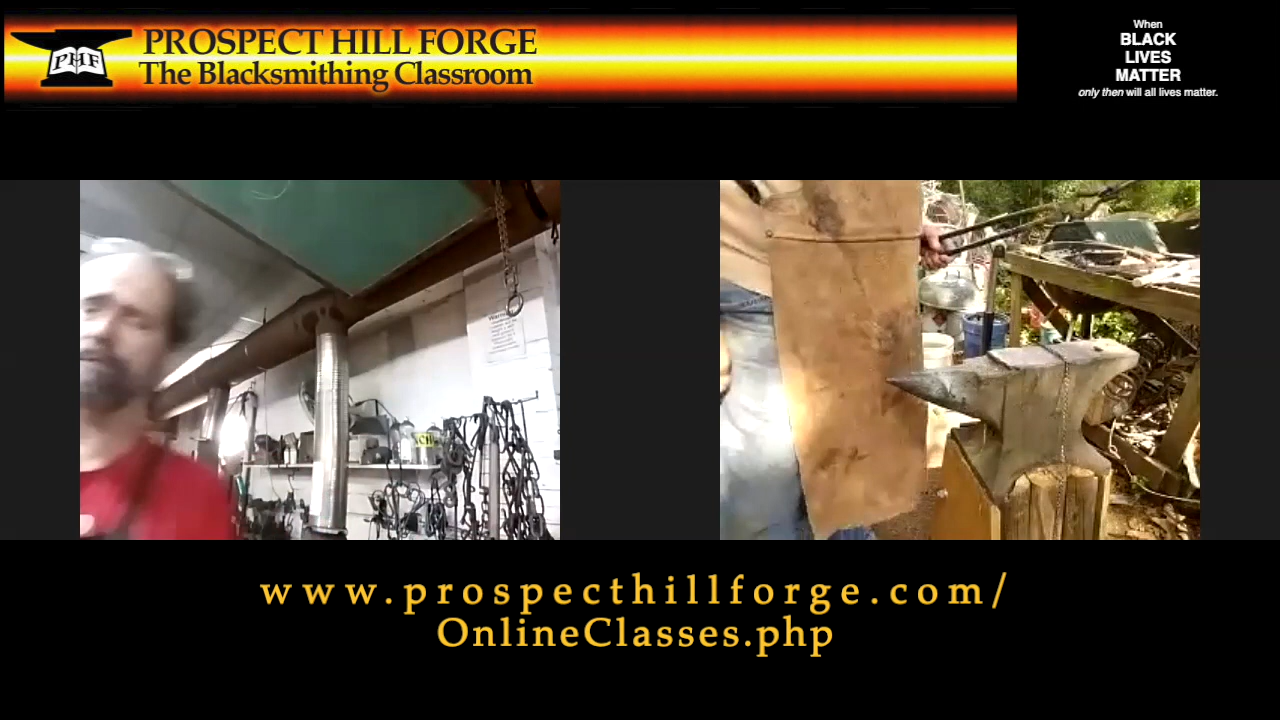 PROSPECT HILL FORGE
The Blacksmithing Classroom
PHF
When
BLACK
LIVES
MATTER
only then will all lives matter.
www.prospecthillforge.com/
OnlineClasses.php